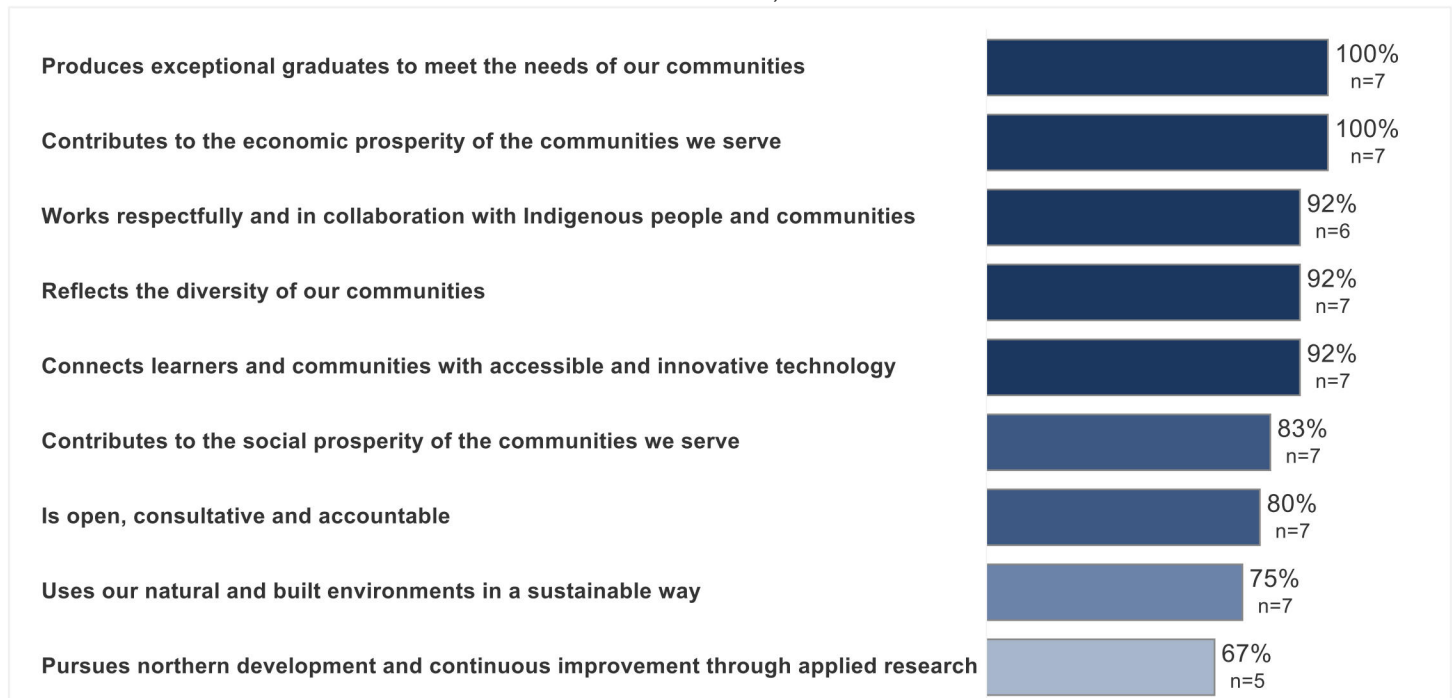 Produces exceptional graduates to meet the needs of our communities
100%
n=7
Contributes to the economic prosperity of the communities we serve
100%
n=7
Works respectfully and in collaboration with Indigenous people and communities
92%
n=6
Reflects the diversity of our communities
92%
n=7
Connects learners and communities with accessible and innovative technology
92%
n=7
Contributes to the social prosperity of the communities we serve
83%
n=7
Is open, consultative and accountable
80%
n=7
Uses our natural and built environments in a sustainable way
75%
n=7
Pursues northern development and continuous improvement through applied research
67%
n=5